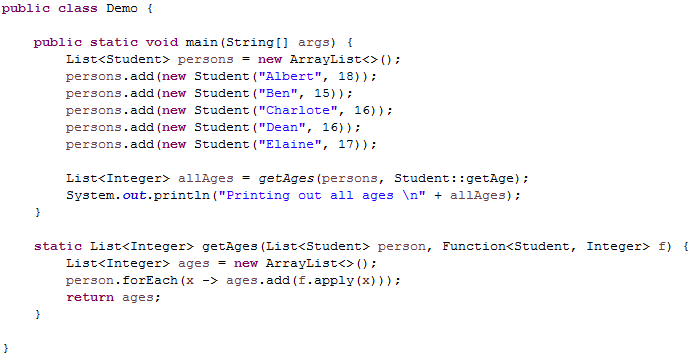 public class Demo {
public static void main(String[] args) {
List<Student> persons = new ArrayList<>();
persons.add(new Student("Albert", 18));
persons.add(new Student("Ben", 15));
persons.add(new Student("Charlote", 16));
persons.add(new Student("Dean", 16));
persons.add(new Student("Elaine", 17));
List<Integer> allAges = getAges(persons, Student::getAge);
System.out.println("Printing out all ages \n" + allAges);
}
static List<Integer> getAges(List<Student> person, Function<Student, Integer> f) {
List<Integer> ages = new ArrayList<>();
person.forEach(x -> ages.add(f.apply(x)));
return ages;
}
}